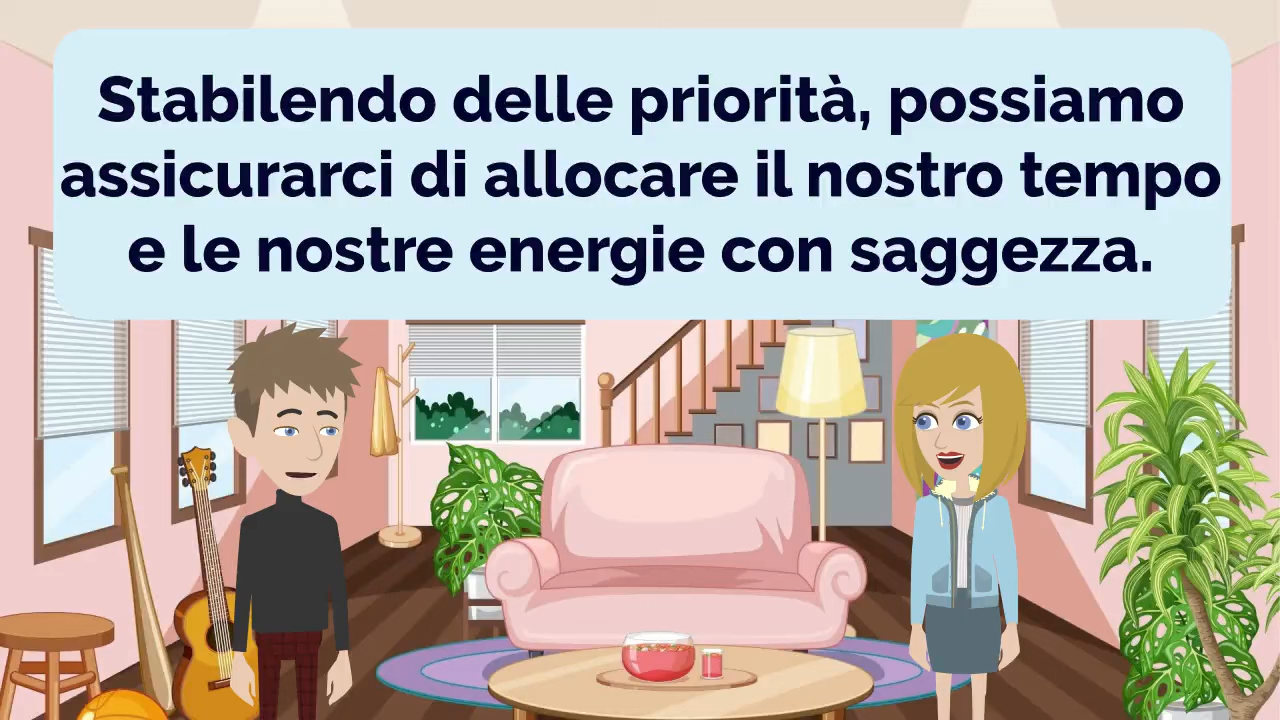 Stabilendo delle priorità, possiamo
assicurarci di allocare il nostro tempo
e le nostre energie con saggezza.